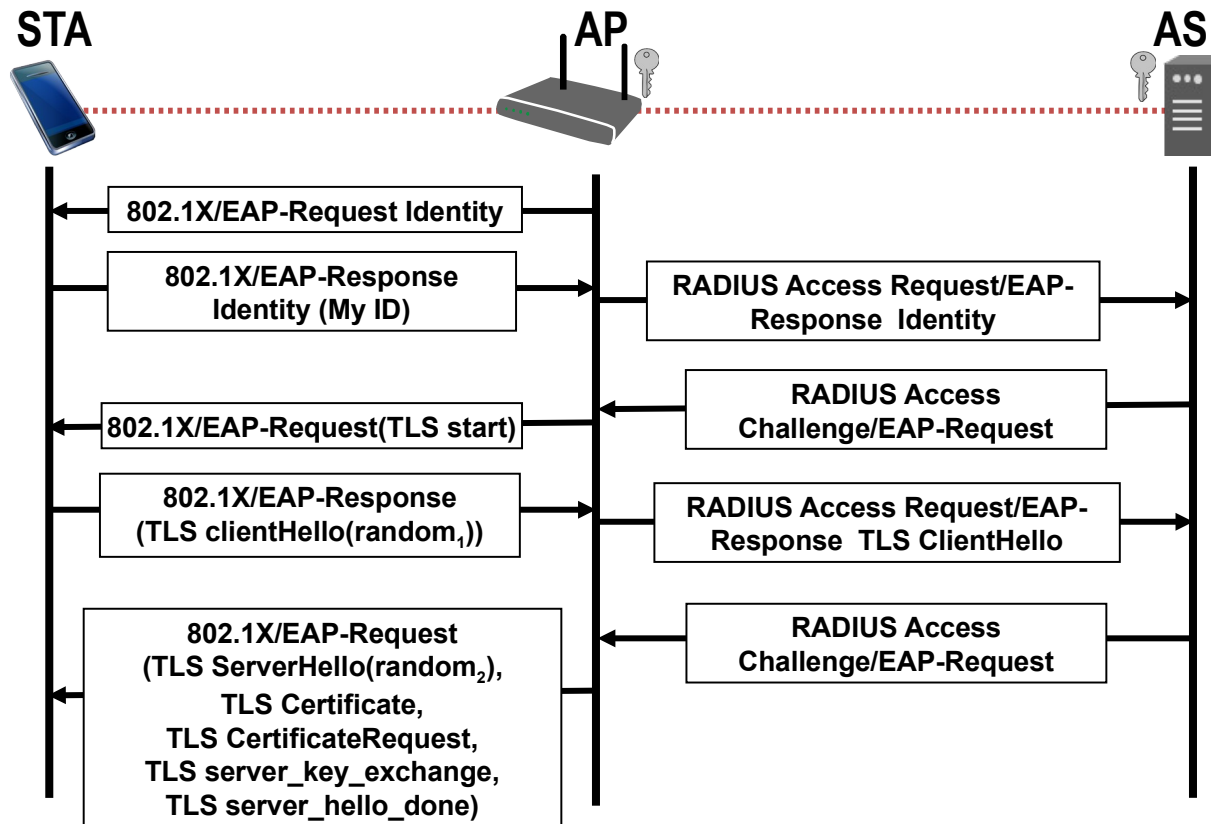 STA
AP
AS
802.1X/EAP-Request Identity
802.1X/EAP-Response
Identity (My ID)
RADIUS Access Request/EAP-
Response Identity
RADIUS Access
Challenge/EAP-Request
802.1X/EAP-Request(TLS start)
802.1X/EAP-Response
(TLS clientHello(random₁))
RADIUS Access Request/EAP-
Response TLS ClientHello
RADIUS Access
Challenge/EAP-Request
802.1X/EAP-Request
(TLS ServerHello(random₂),
TLS Certificate,
TLS CertificateRequest,
TLS server_key_exchange,
TLS server_hello_done)